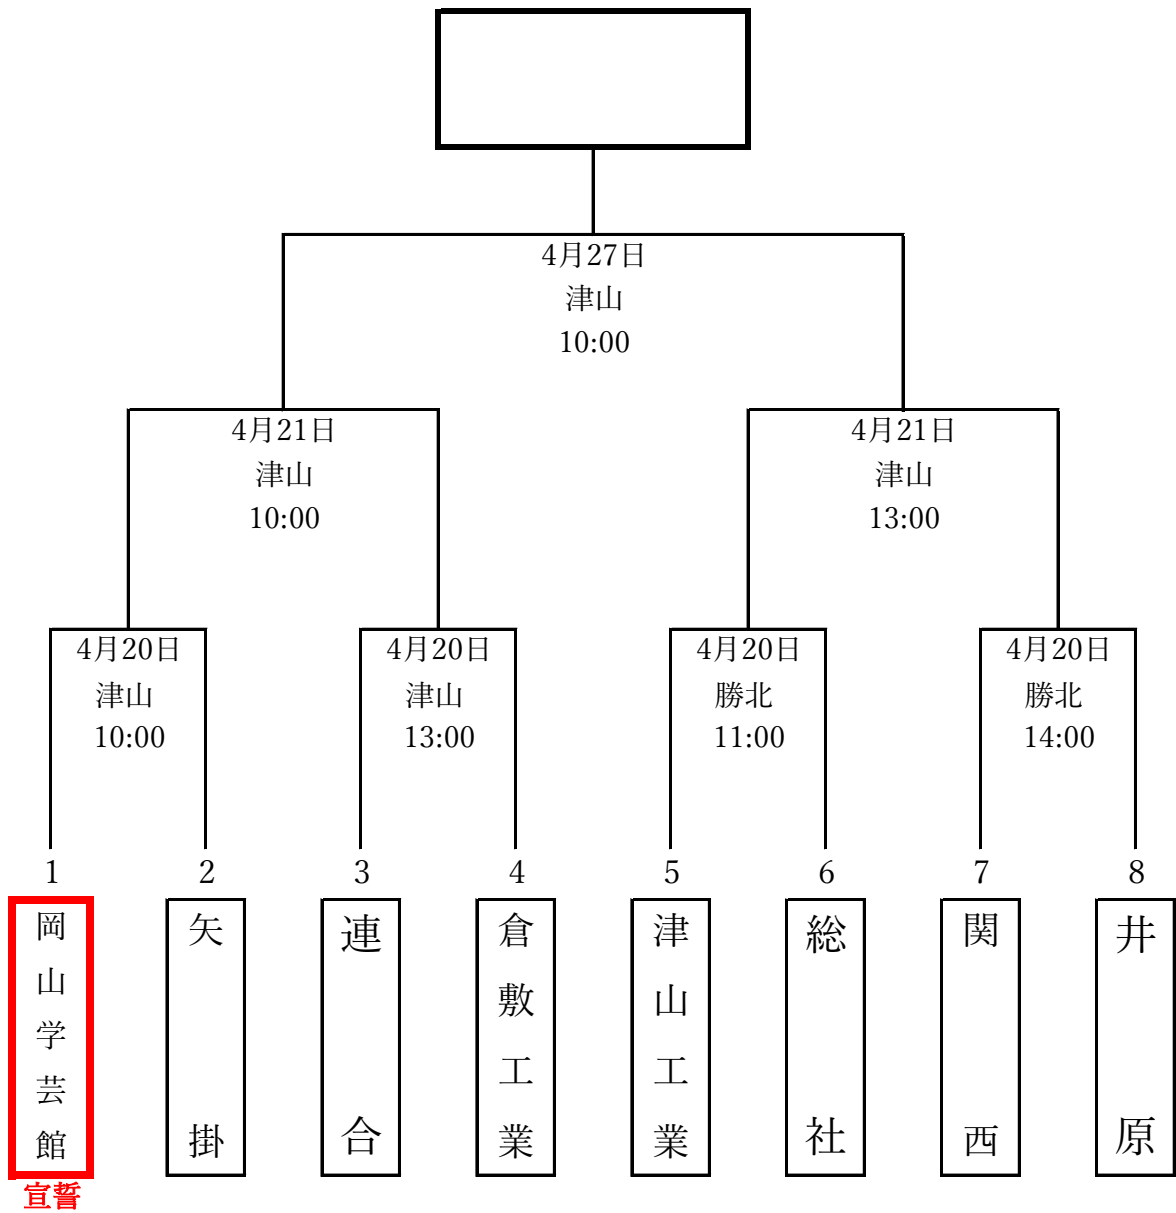 4月27日
津山
10:00
4月21日
津山
10:00
4月21日
津山
13:00
4月20日
津山
10:00
4月20日
津山
13:00
4月20日
勝北
11:00
4月20日
勝北
14:00
1
2
3
4
5
6
7
8
岡山学芸館
矢掛
連合
倉敷工業
津山工業
総社
関西
井原
宣誓